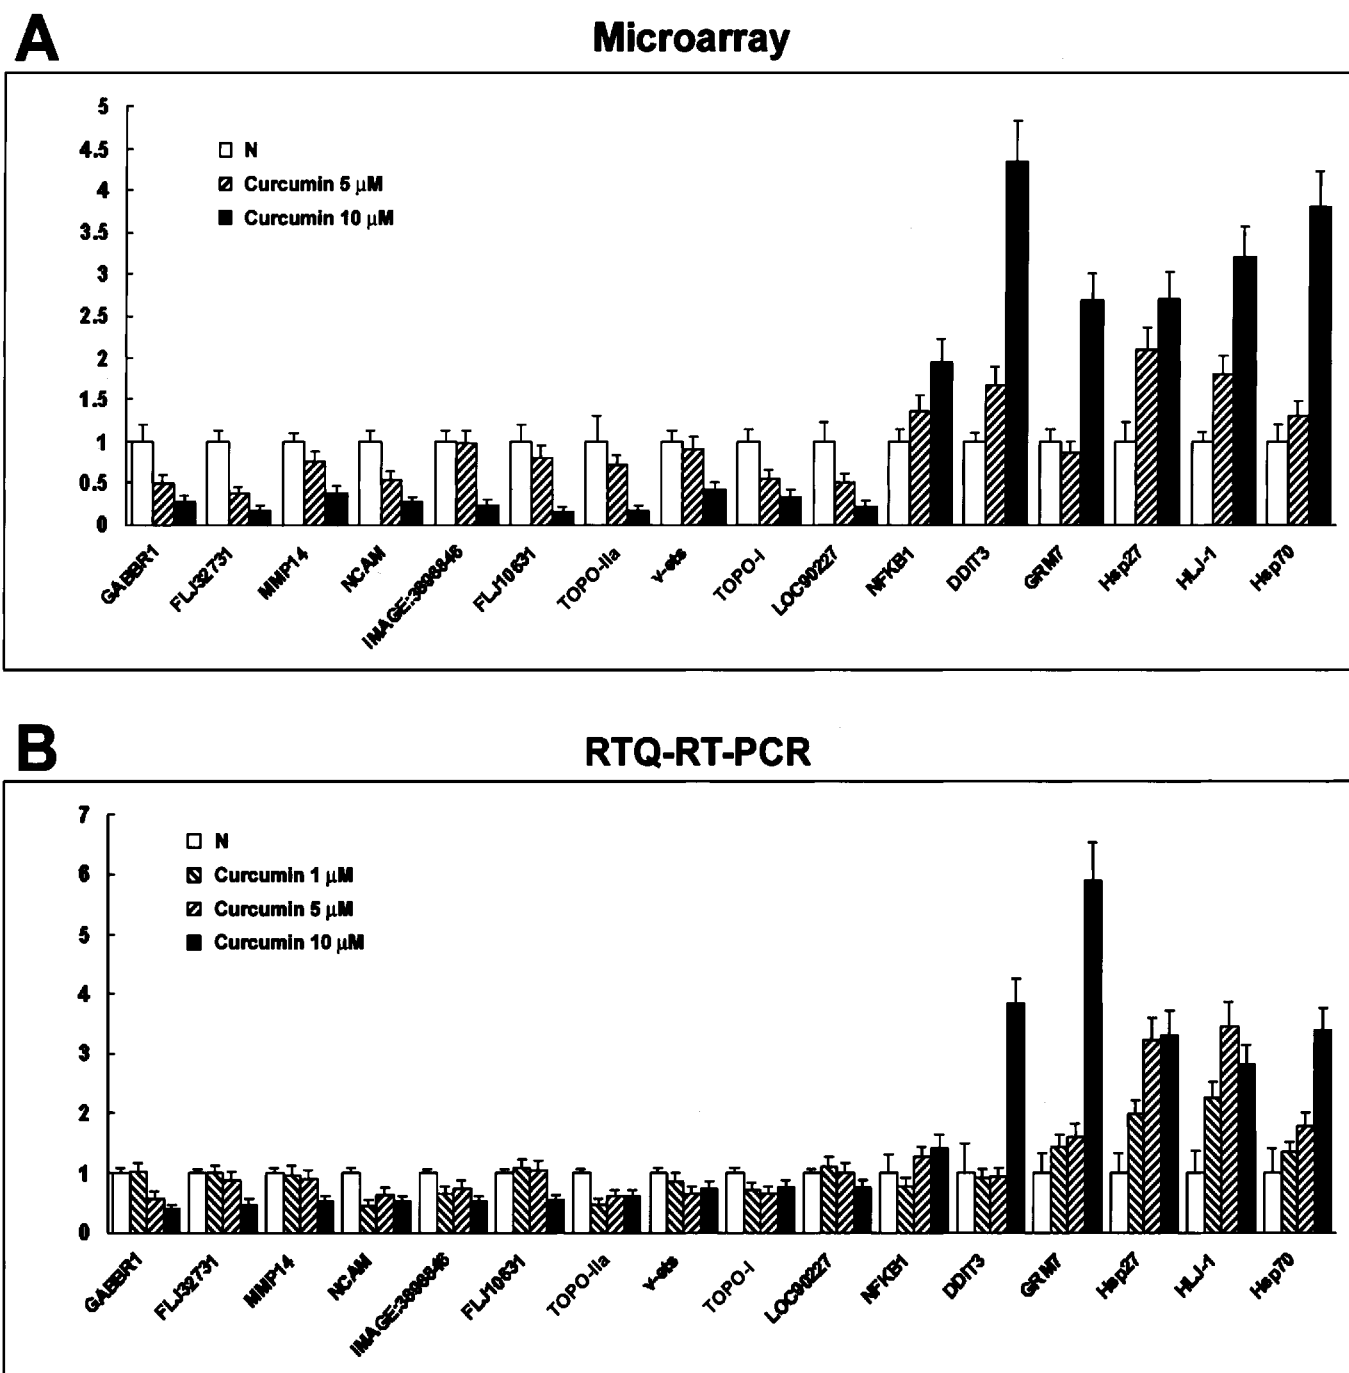 A
Microarray
5
4.5
4
3.5
3
2.5
2
1.5
1
0.5
0
N
Curcumin 5 μM
Curcumin 10 μM
GABBR1
FLJ32731
MMP14
NCAM
IMAGE:3896846
FLJ10631
TOPO-IIa
v-ets
TOPO-I
LOC90227
NFKB1
DDIT3
GRM7
Hsp27
HLJ-1
Hsp70
B
RTQ-RT-PCR
7
6
5
4
3
2
1
0
N
Curcumin 1 μM
Curcumin 5 μM
Curcumin 10 μM
GABBR1
FLJ32731
MMP14
NCAM
IMAGE:3896846
FLJ10631
TOPO-IIa
v-ets
TOPO-I
LOC90227
NFKB1
DDIT3
GRM7
Hsp27
HLJ-1
Hsp70